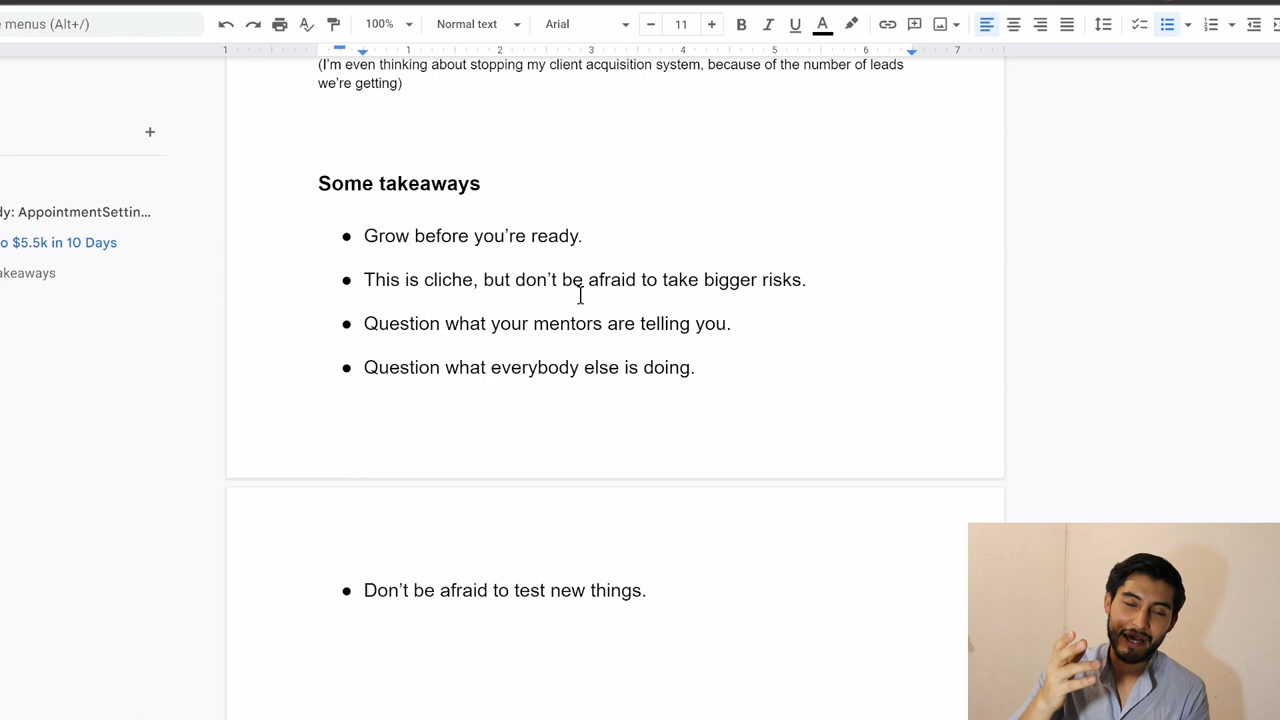 e menus (Alt+/)
100%
Normal text
Arial
11
B I U A
1 1 2 3 4 5 6 7
(I'm even thinking about stopping my client acquisition system, because of the number of leads
we're getting)
dy: AppointmentSettin...
o $5.5k in 10 Days
akeaways
Some takeaways
● Grow before you're ready.
● This is cliche, but don't be afraid to take bigger risks.
● Question what your mentors are telling you.
● Question what everybody else is doing.
● Don't be afraid to test new things.